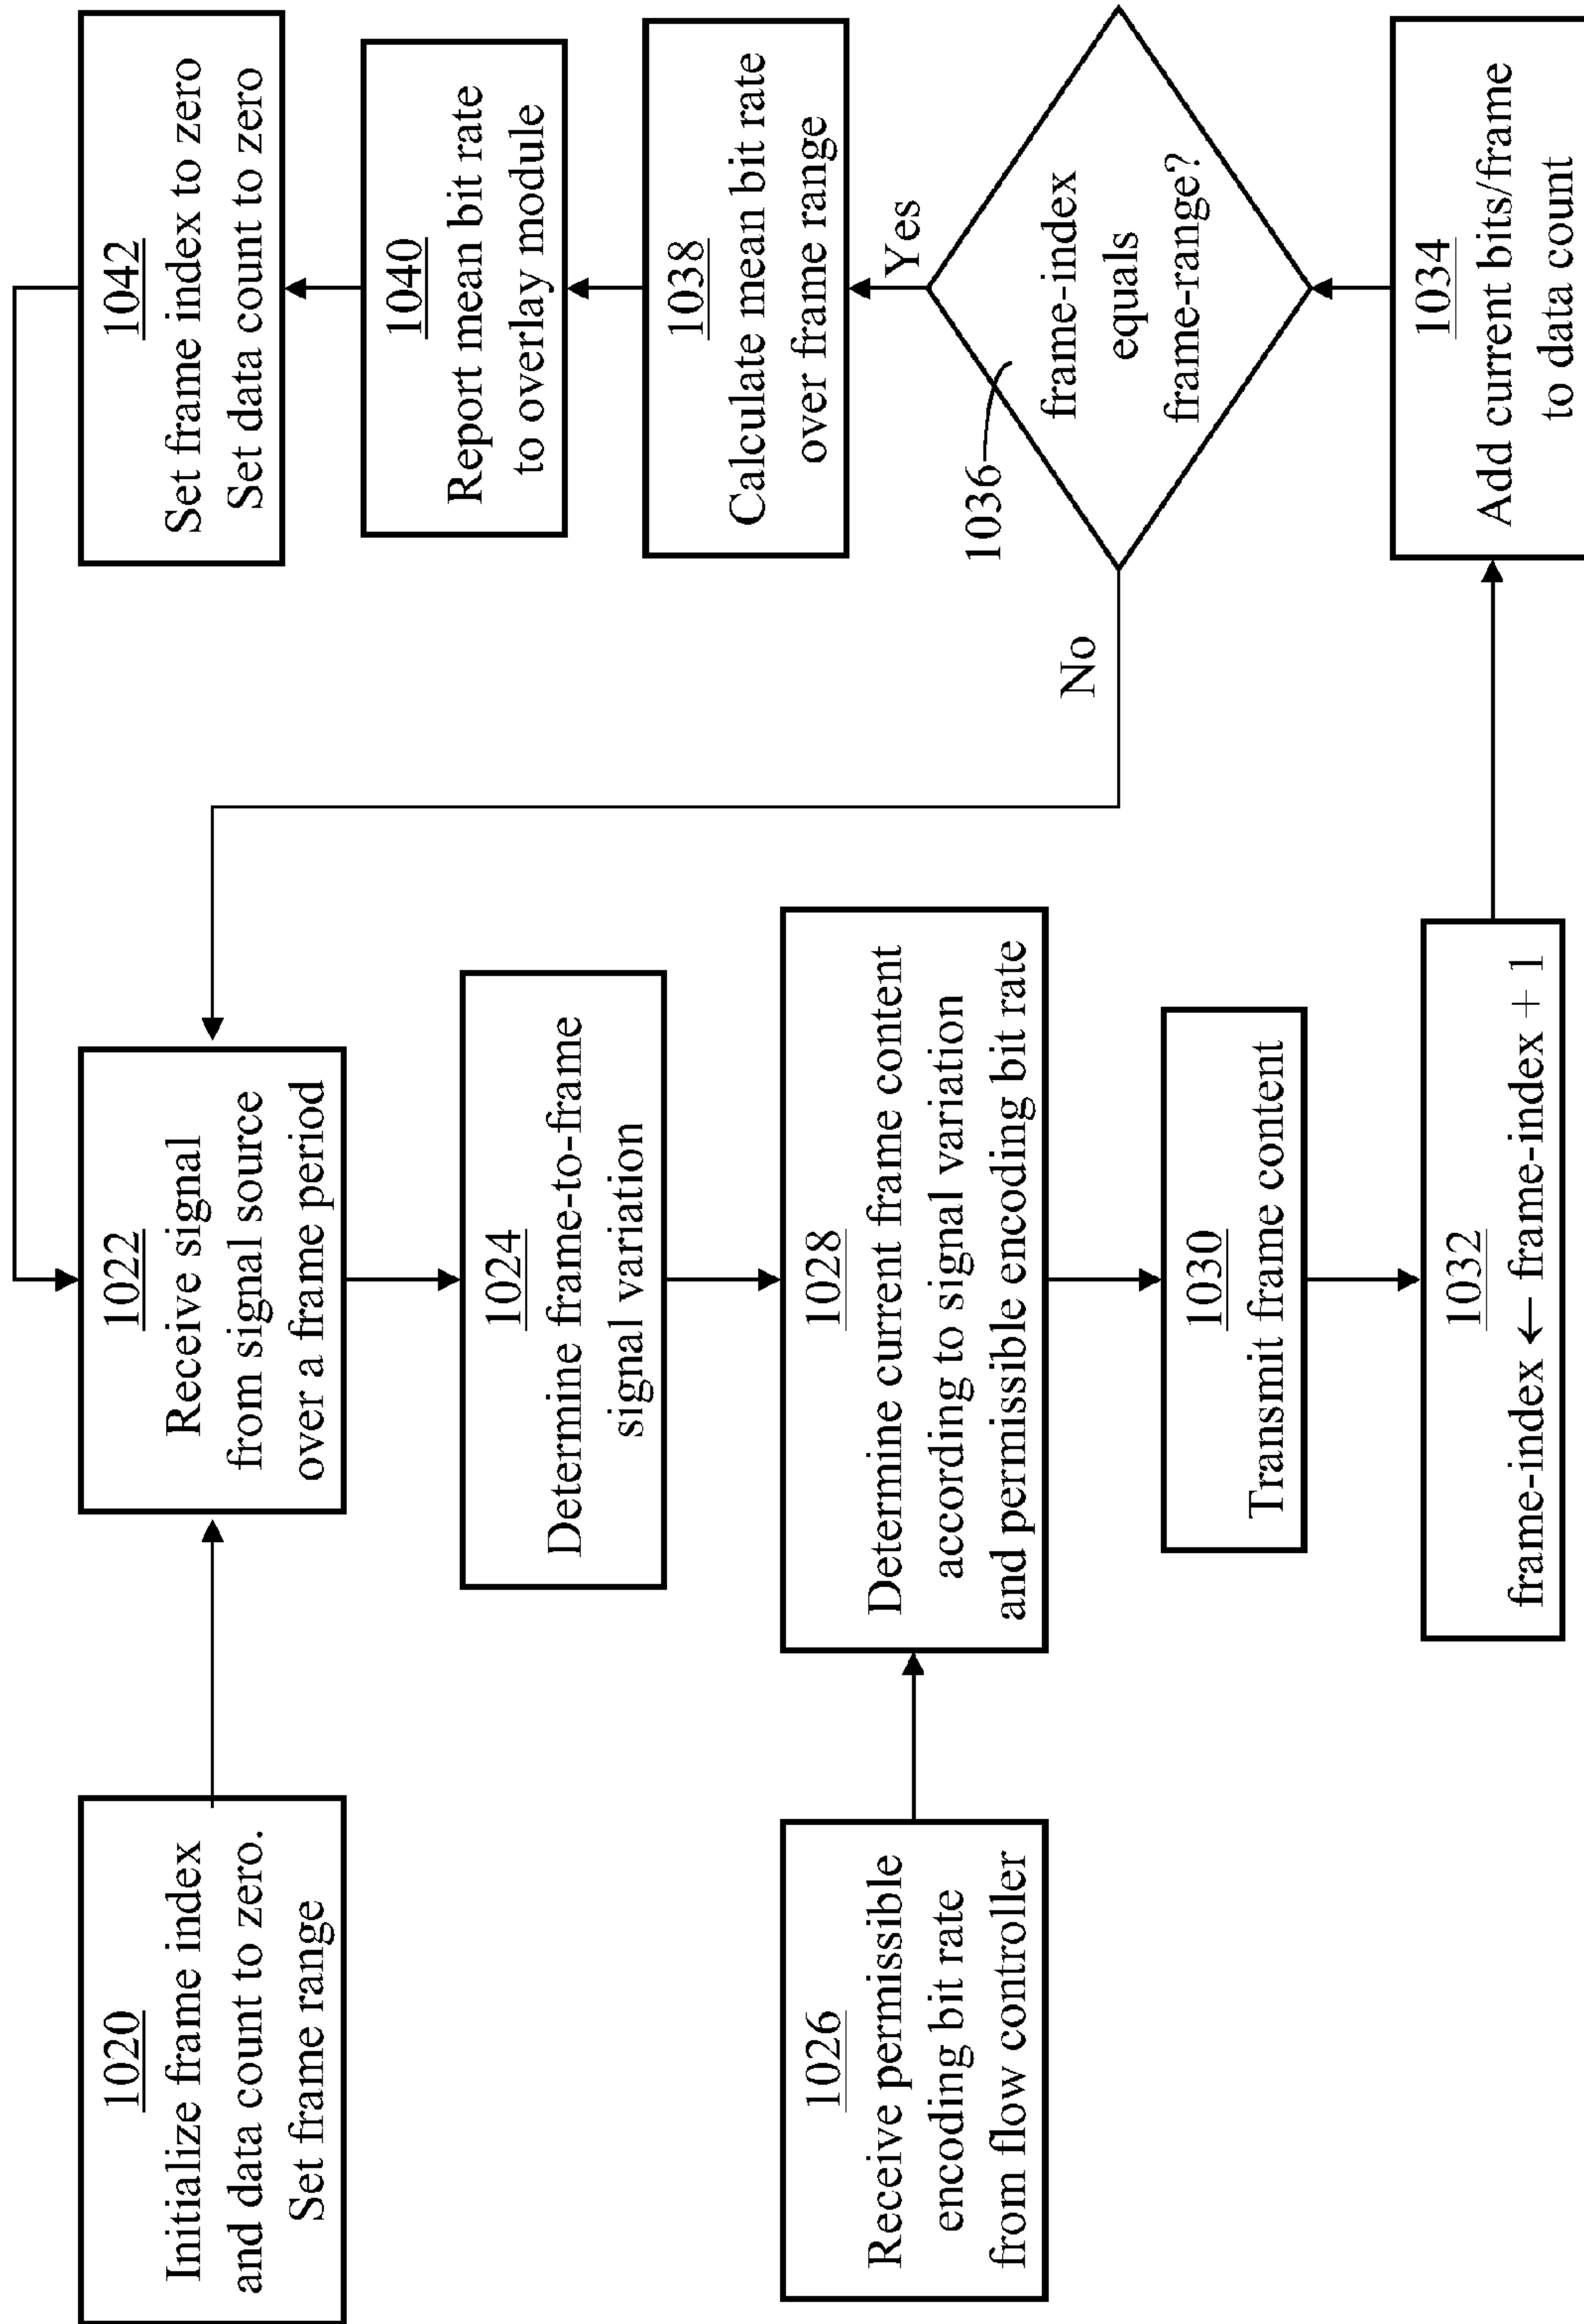 1020
Initialize frame index
and data count to zero.
Set frame range
1022
Receive signal
from signal source
over a frame period
1024
Determine frame-to-frame
signal variation
1026
Receive permissible
encoding bit rate
from flow controller
1028
Determine current frame content
according to signal variation
and permissible encoding bit rate
1030
Transmit frame content
1032
frame-index ← frame-index + 1
1034
Add current bits/frame
to data count
1036
frame-index
equals
frame-range?
No
Yes
1038
Calculate mean bit rate
over frame range
1040
Report mean bit rate
to overlay module
1042
Set frame index to zero
Set data count to zero